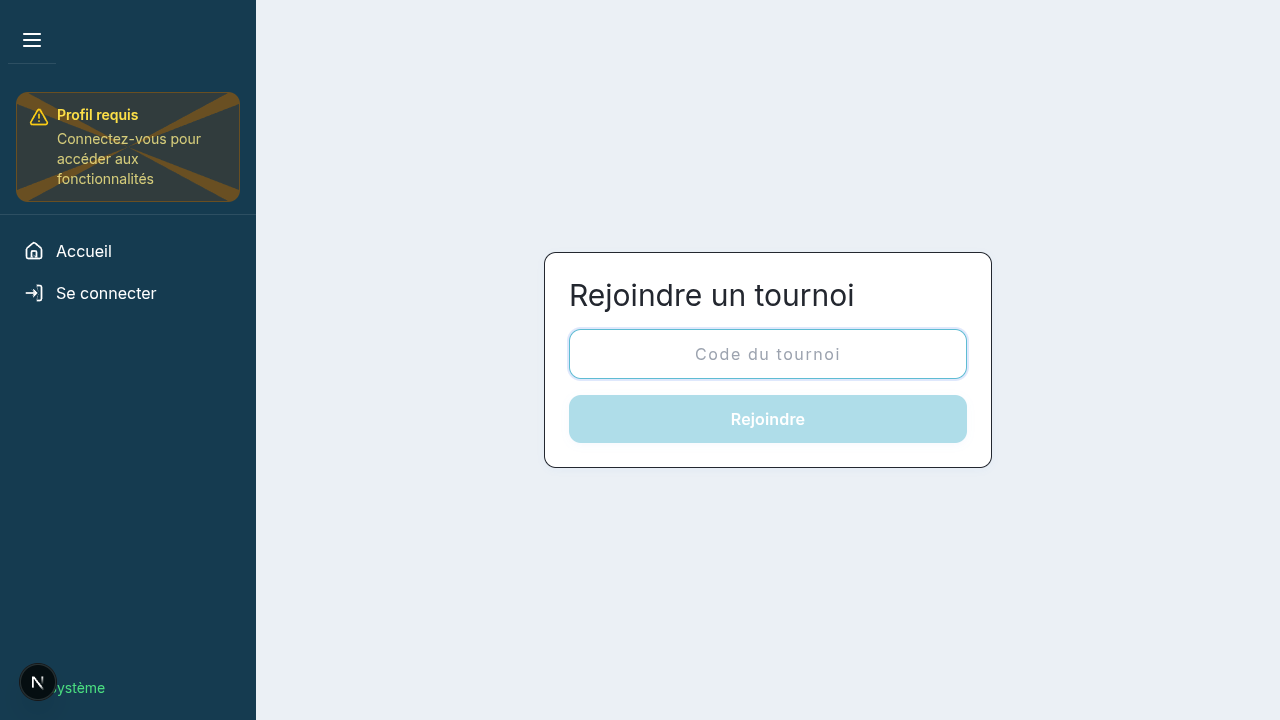 Profil requis
Connectez-vous pour
accéder aux
fonctionnalités
Accueil
Se connecter
Rejoindre un tournoi
Code du tournoi
Rejoindre
N
ystème